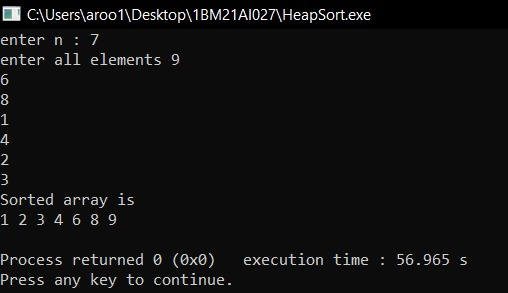 C:\Users\aroo1\Desktop\1BM21AI027\HeapSort.exe
enter n : 7
enter all elements 9
6
8
1
4
2
3
Sorted array is
1 2 3 4 6 8 9
Process returned 0 (0x0)   execution time : 56.965 s
Press any key to continue.